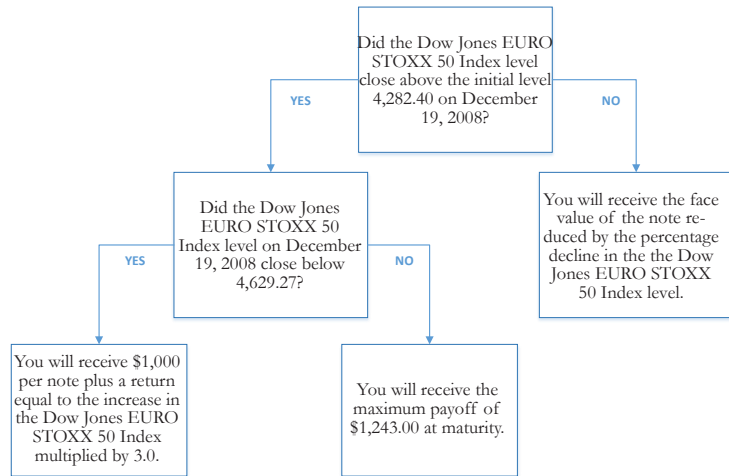 Did the Dow Jones EURO
STOXX 50 Index level
close above the initial level
4,282.40 on December
19, 2008?
YES
NO
Did the Dow Jones
EURO STOXX 50
Index level on December
19, 2008 close below
4,629.27?
You will receive the face
value of the note re-
duced by the percentage
decline in the the Dow
Jones EURO STOXX
50 Index level.
YES
NO
You will receive $1,000
per note plus a return
equal to the increase in
the Dow Jones EURO
STOXX 50 Index
multiplied by 3.0.
You will receive the
maximum payoff of
$1,243.00 at maturity.